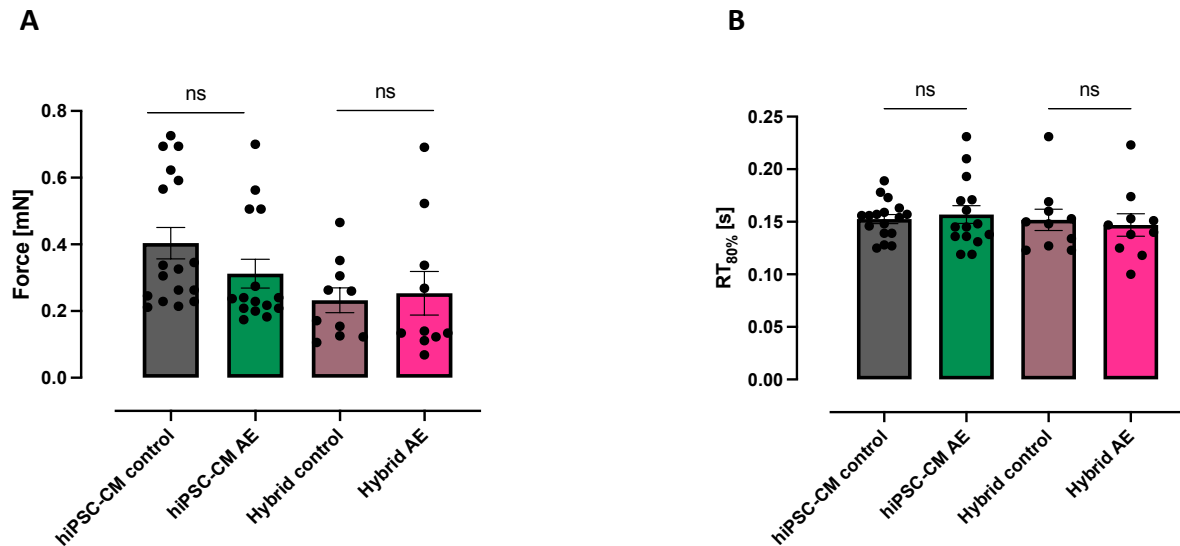 A
B
ns
ns
Force [mN]
0.8
0.6
0.4
0.2
0.0
hiPSC-CM control
hiPSC-CM AE
Hybrid control
Hybrid AE
ns
ns
RT80% [s]
0.25
0.20
0.15
0.10
0.05
0.00
hiPSC-CM control
hiPSC-CM AE
Hybrid control
Hybrid AE